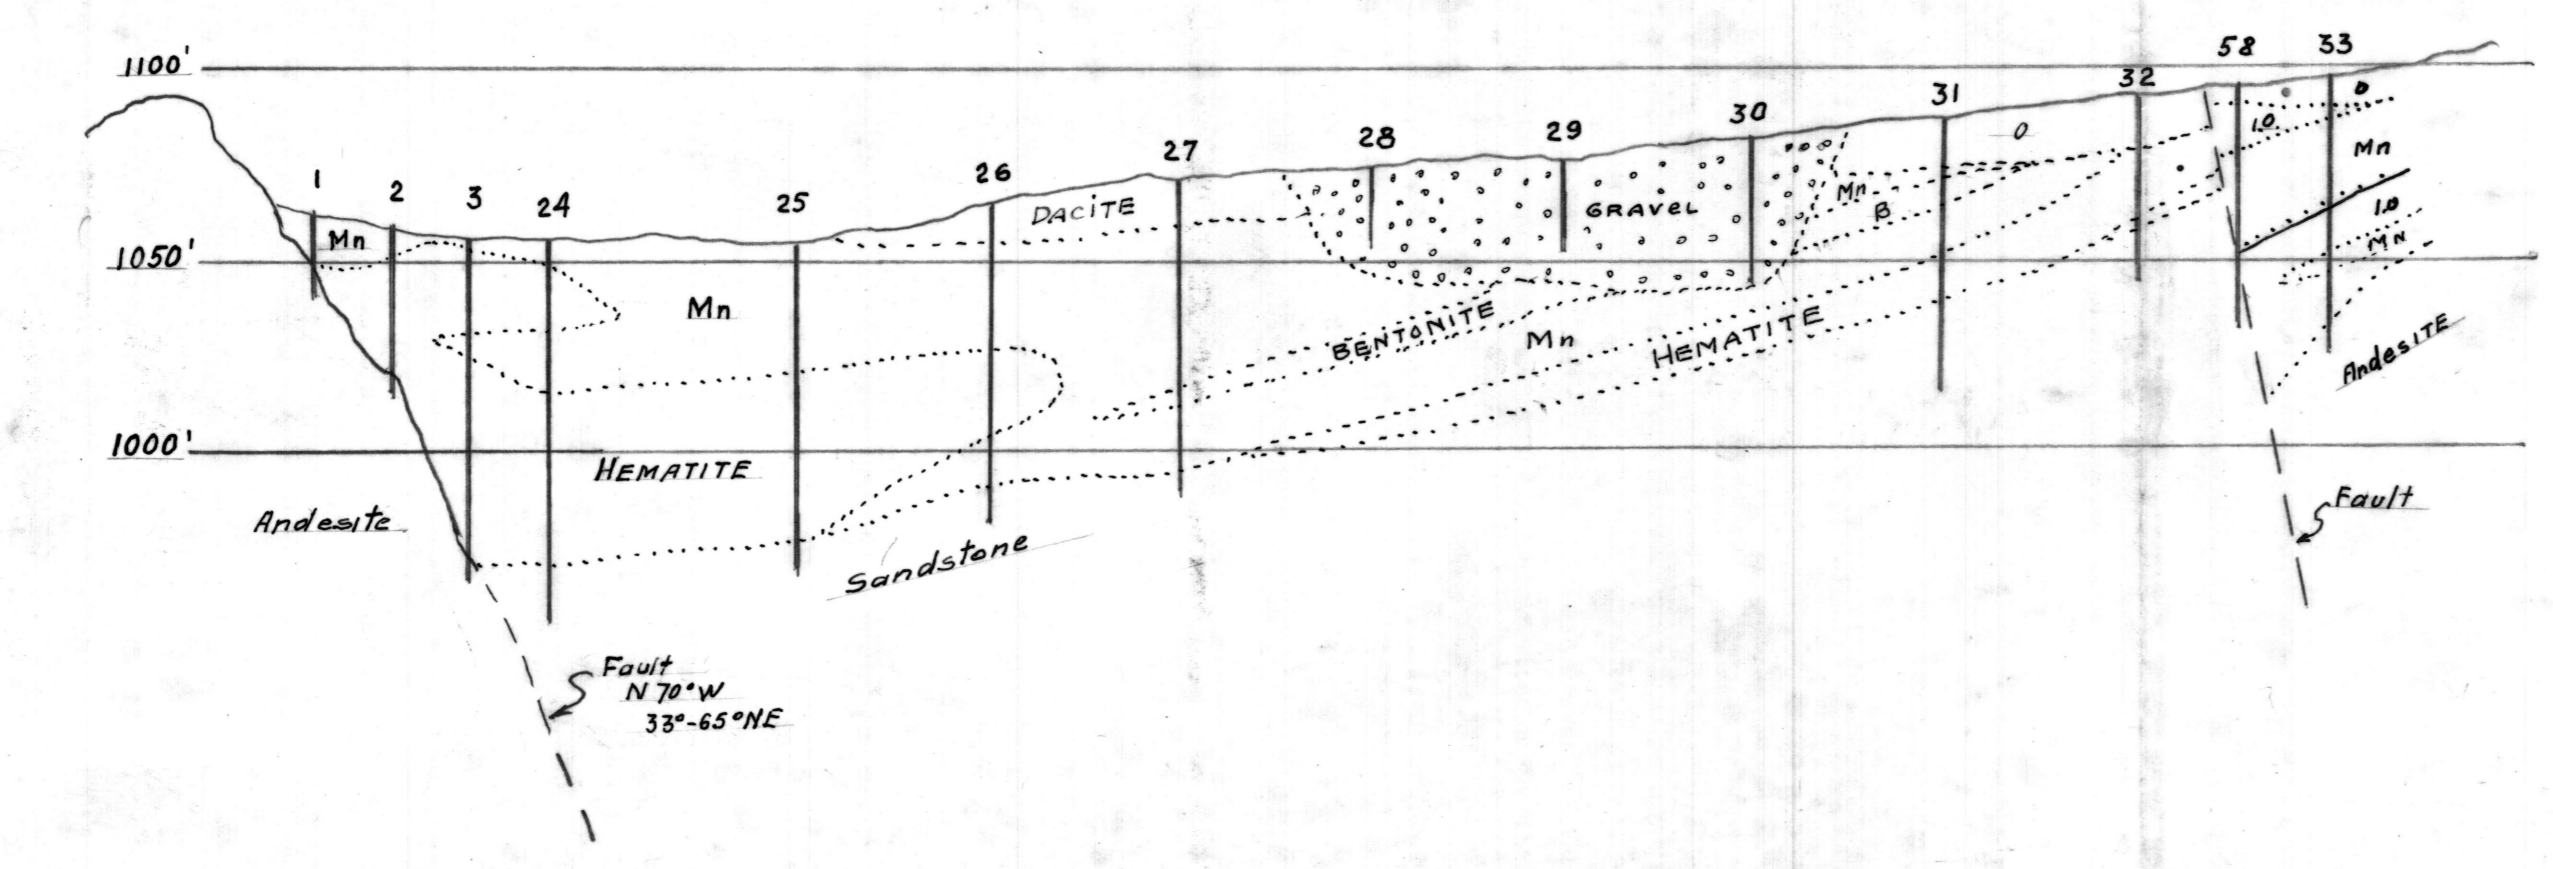 1100'
1050'
1000'
1
2
3
24
25
26
27
28
29
30
31
32
58
33
Mn
Mn
DACITE
GRAVEL
Mn
B
O
O
1.0
Mn
1.0
Mn
BENTONITE
Mn
HEMATITE
HEMATITE
Andesite
Sandstone
Andesite
Fault
N 70° W
33°-65° NE
Fault